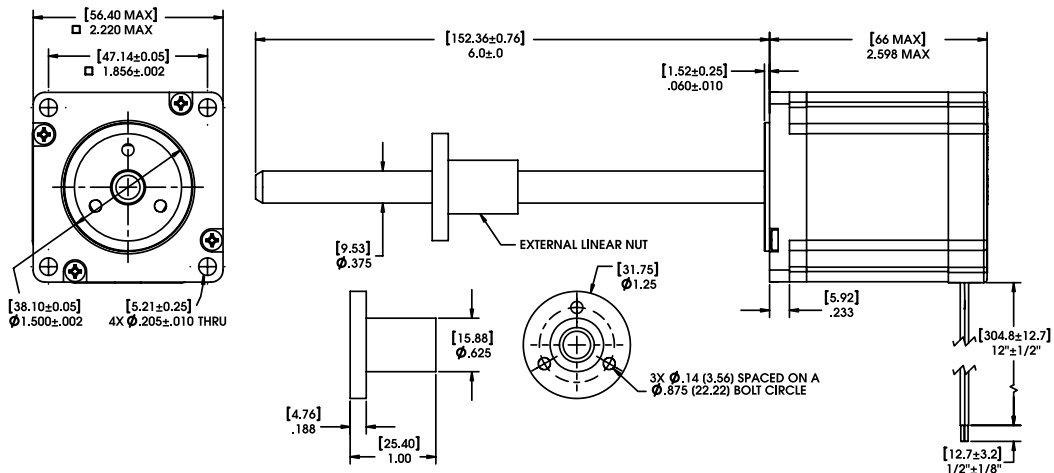 [56.40 MAX]
□ 2.220 MAX
[47.14±0.05]
□ 1.856±.002
[152.36±0.76]
6.0±.0
[66 MAX]
2.598 MAX
[1.52±0.25]
.060±.010
[9.53]
Ø.375
EXTERNAL LINEAR NUT
[38.10±0.05]
Ø1.500±.002
[5.21±0.25]
4X Ø.205±.010 THRU
[31.75]
Ø1.25
[5.92]
.233
[15.88]
Ø.625
[304.8±12.7]
12"±1/2"
3X Ø.14 (3.56) SPACED ON A
Ø.875 (22.22) BOLT CIRCLE
[4.76]
.188
[25.40]
1.00
[12.7±3.2]
1/2"±1/8"